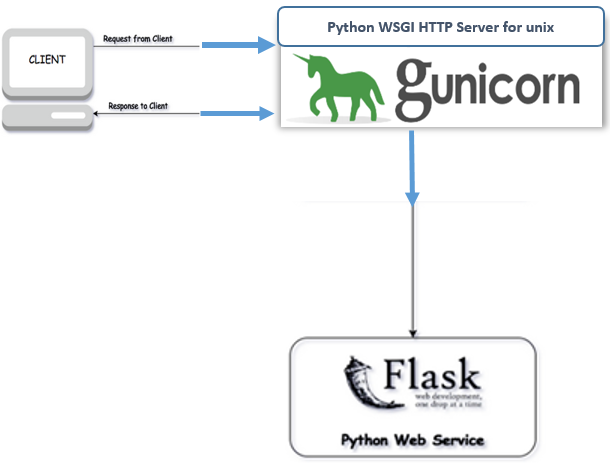 Python WSGI HTTP Server for unix
Request from Client
CLIENT
gunicorn
Response to Client
Flask
web development,
one drop at a time
Python Web Service